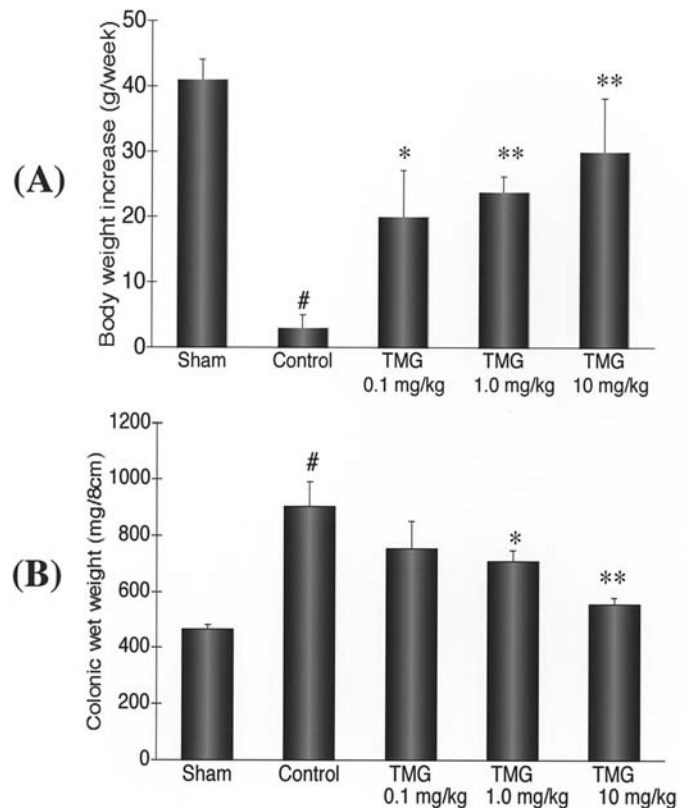 (A)
Body weight increase (g/week)
50
40
30
20
10
0
#
*
**
**
Sham Control TMG TMG TMG
0.1 mg/kg 1.0 mg/kg 10 mg/kg
(B)
Colonic wet weight (mg/8cm)
1200
1000
800
600
400
200
0
#
*
**
Sham Control TMG TMG TMG
0.1 mg/kg 1.0 mg/kg 10 mg/kg